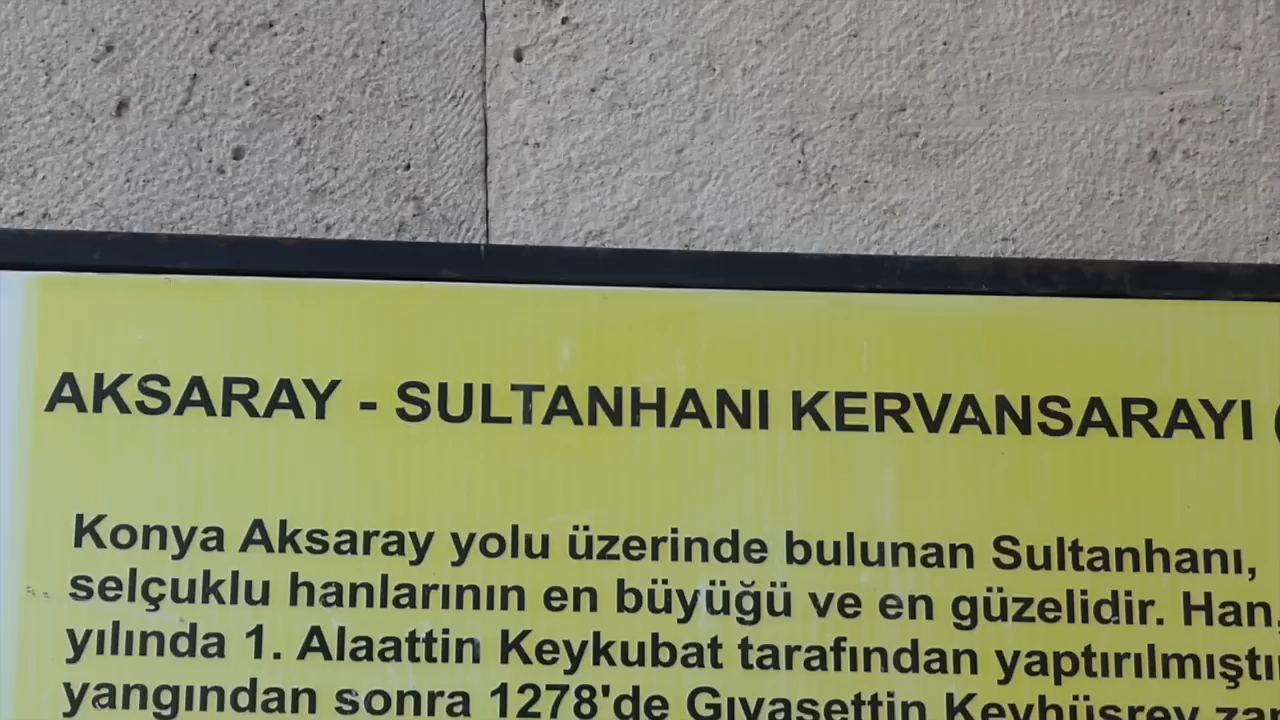 AKSARAY - SULTANHANI KERVANSARAYI (
Konya Aksaray yolu üzerinde bulunan Sultanhanı,
selçuklu hanlarının en büyüğü ve en güzelidir. Han,
yılında 1. Alaattin Keykubat tarafından
yangından sonra 1278'de Gıyasettin Keyhüsrev